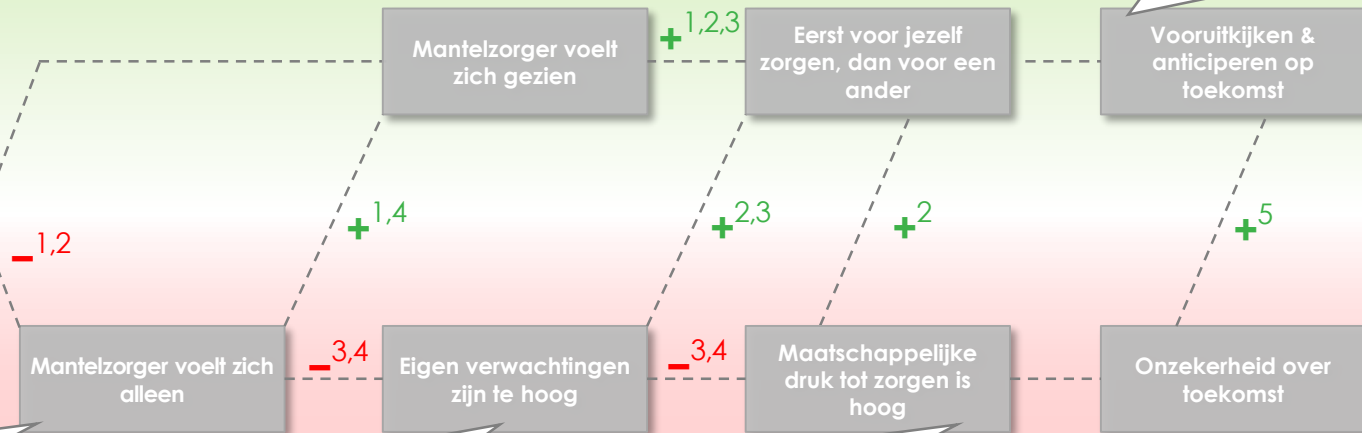 Mantelzorger voelt
zich gezien
+1,2,3
Eerst voor jezelf
zorgen, dan voor een
ander
Vooruitkijken &
anticiperen op
toekomst
−1,2
+1,4
+2,3
+2
+5
Mantelzorger voelt zich
alleen
−3,4
Eigen verwachtingen
zijn te hoog
−3,4
Maatschappelijke
druk tot zorgen is
hoog
Onzekerheid over
toekomst